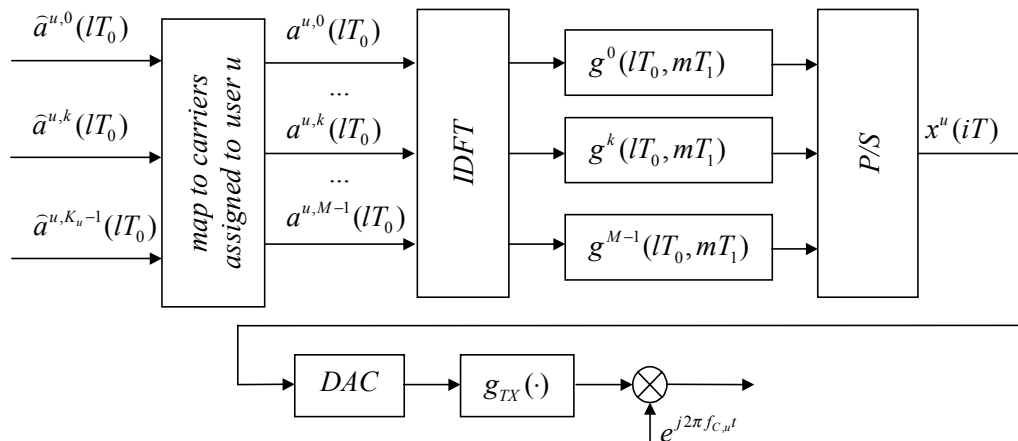 â^{u,0}(lT_0)
â^{u,k}(lT_0)
â^{u,K_u−1}(lT_0)
map to carriers
assigned to user u
a^{u,0}(lT_0)
...
a^{u,k}(lT_0)
...
a^{u,M−1}(lT_0)
IDFT
g^0(lT_0, mT_1)
g^k(lT_0, mT_1)
g^{M−1}(lT_0, mT_1)
P/S
x^u(iT)
DAC
g_{TX}(·)
e^{j2πf_{C,u}t}